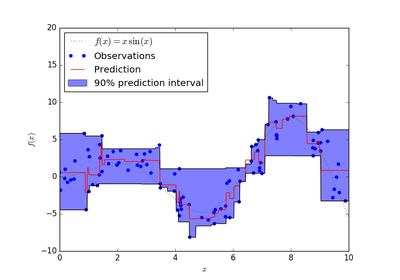 20
15
10
5
0
−5
−10
0
2
4
6
8
10
f(x)
x
f(x) = x sin(x)
Observations
Prediction
90% prediction interval